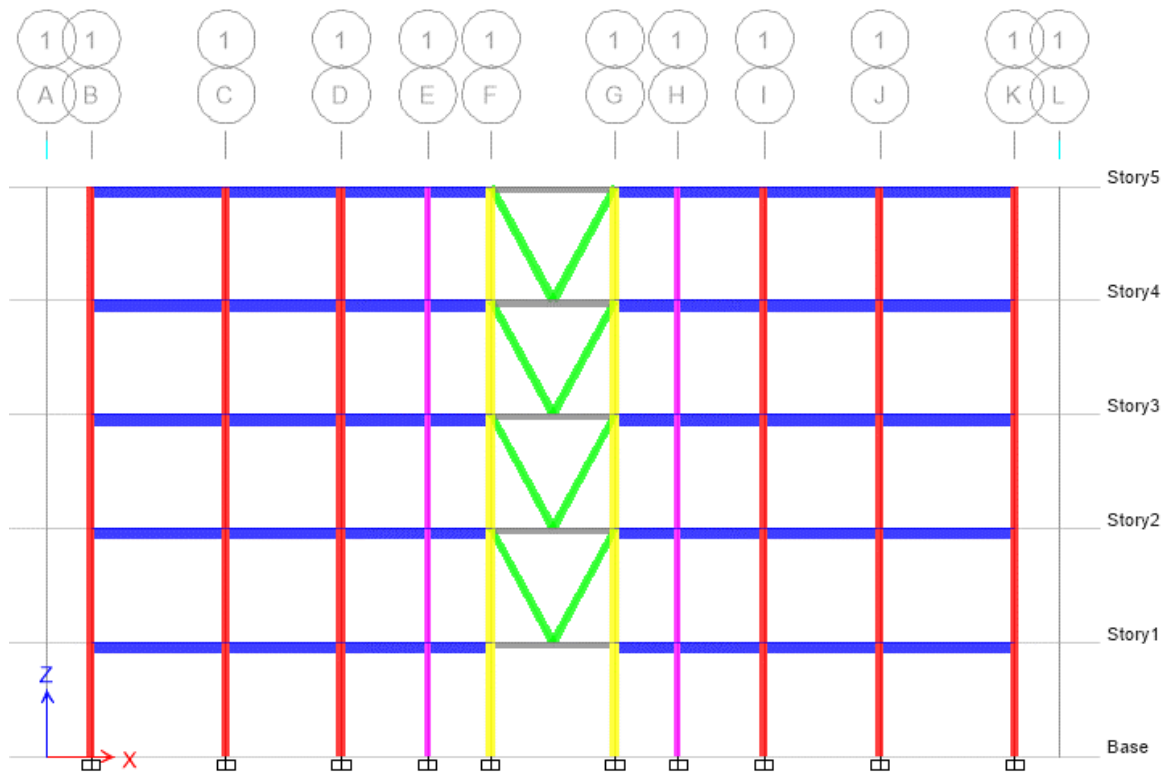 1 1 1 1 1 1 1 1 1 1 1 1
A B C D E F G H I J K L
Story5
Story4
Story3
Story2
Story1
Z
Base
X